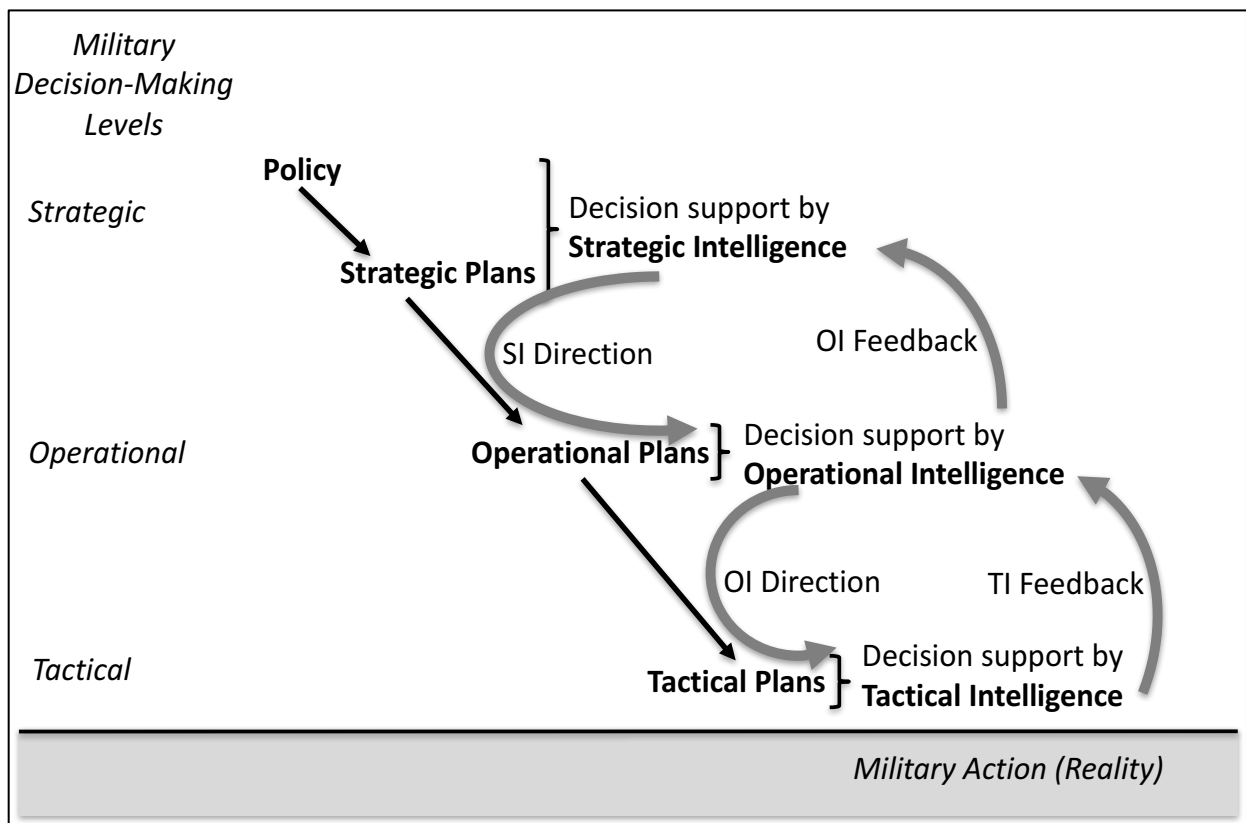 Military
Decision-Making
Levels
Policy
Strategic
Decision support by
Strategic Intelligence
Strategic Plans
SI Direction
OI Feedback
Operational
Operational Plans
Decision support by
Operational Intelligence
OI Direction
TI Feedback
Tactical
Tactical Plans
Decision support by
Tactical Intelligence
Military Action (Reality)